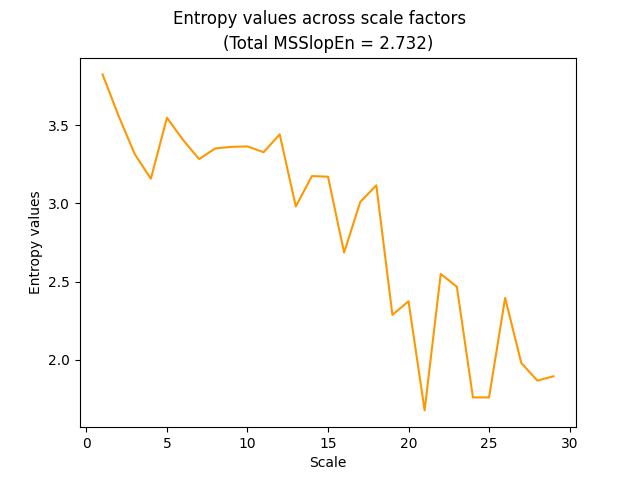 Entropy values across scale factors
(Total MSSlopEn = 2.732)
Entropy values
3.5
3.0
2.5
2.0
0 5 10 15 20 25 30
Scale